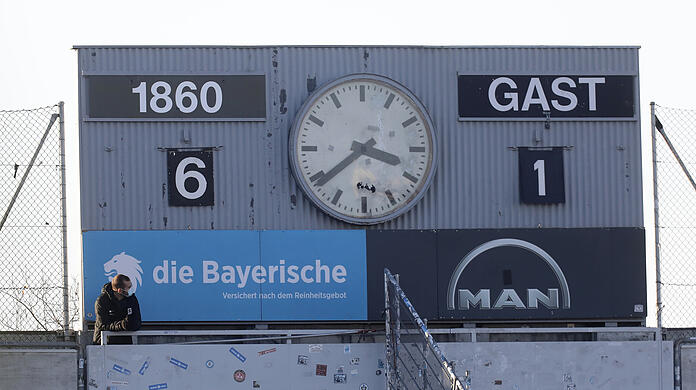 1860
GAST
6
1
die Bayerische
Versichert nach dem Reinheitsgebot
MAN